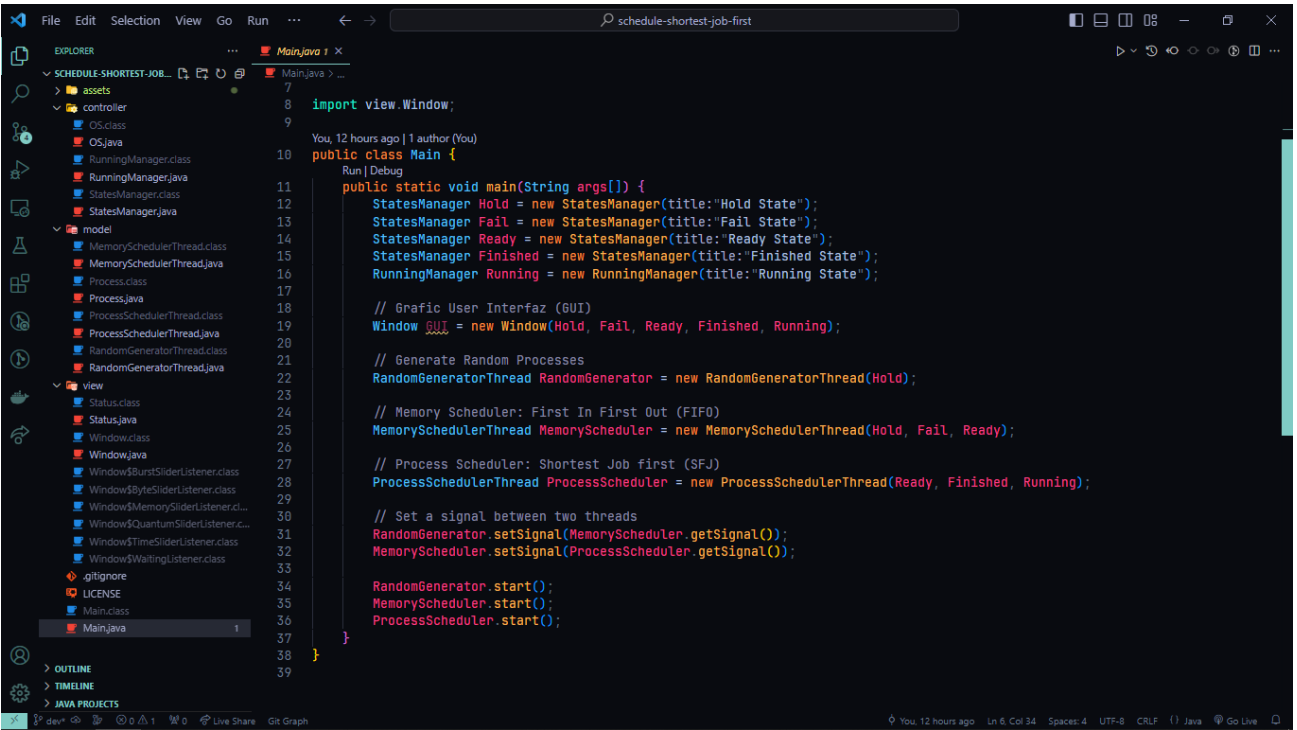 File Edit Selection View Go Run ··· schedule-shortest-job-first
EXPLORER ···
SCHEDULE-SHORTEST-JOB...
assets
controller
OS.class
OS.java
RunningManager.class
RunningManager.java
StatesManager.class
StatesManager.java
model
MemorySchedulerThread.class
MemorySchedulerThread.java
Process.class
Process.java
ProcessSchedulerThread.class
ProcessSchedulerThread.java
RandomGeneratorThread.class
RandomGeneratorThread.java
view
Status.class
Status.java
Window.class
Window.java
Window$BurstSliderListener.class
Window$ByteSliderListener.class
Window$MemorySliderListener.cl...
Window$QuantumSliderListener.c...
Window$TimeSliderListener.class
Window$WaitingListener.class
.gitignore
LICENSE
Main.class
Main.java 1
OUTLINE
TIMELINE
JAVA PROJECTS
4
Main.java 1 ×
Main.java > ...
7
8 import view.Window;
9
You, 12 hours ago | 1 author (You)
10 public class Main {
Run | Debug
11 public static void main(String args[]) {
12 StatesManager Hold = new StatesManager(title:"Hold State");
13 StatesManager Fail = new StatesManager(title:"Fail State");
14 StatesManager Ready = new StatesManager(title:"Ready State");
15 StatesManager Finished = new StatesManager(title:"Finished State");
16 RunningManager Running = new RunningManager(title:"Running State");
17
18 // Grafic User Interfaz (GUI)
19 Window GUI = new Window(Hold, Fail, Ready, Finished, Running);
20
21 // Generate Random Processes
22 RandomGeneratorThread RandomGenerator = new RandomGeneratorThread(Hold);
23
24 // Memory Scheduler: First In First Out (FIFO)
25 MemorySchedulerThread MemoryScheduler = new MemorySchedulerThread(Hold, Fail, Ready);
26
27 // Process Scheduler: Shortest Job first (SFJ)
28 ProcessSchedulerThread ProcessScheduler = new ProcessSchedulerThread(Ready, Finished, Running);
29
30 // Set a signal between two threads
31 RandomGenerator.setSignal(MemoryScheduler.getSignal());
32 MemoryScheduler.setSignal(ProcessScheduler.getSignal());
33
34 RandomGenerator.start();
35 MemoryScheduler.start();
36 ProcessScheduler.start();
37 }
38 }
39
dev* 0 1 0 Live Share Git Graph You, 12 hours ago Ln 6, Col 34 Spaces: 4 UTF-8 CRLF {} Java Go Live